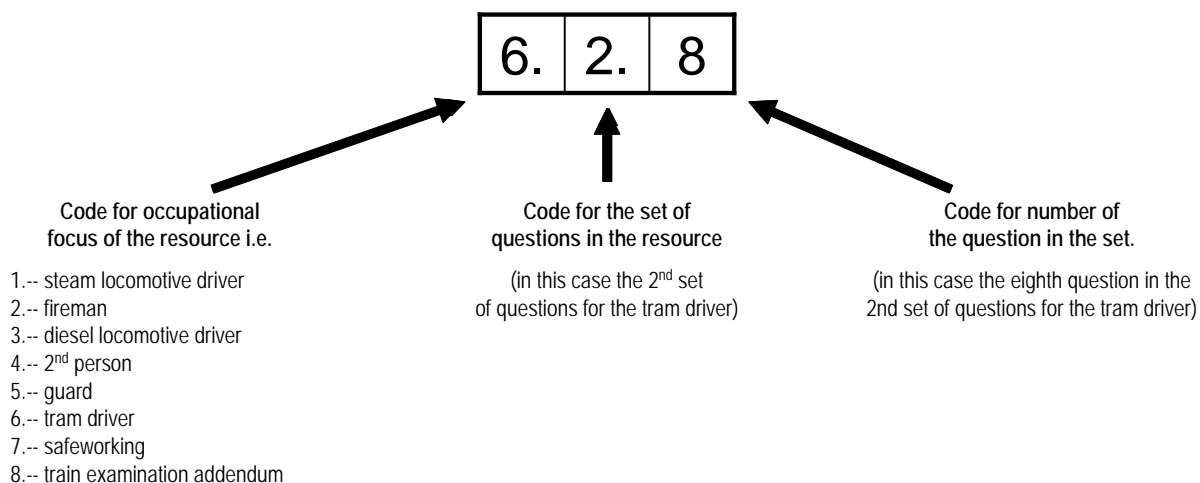 6. 2. 8
Code for occupational
focus of the resource i.e.
1.-- steam locomotive driver
2.-- fireman
3.-- diesel locomotive driver
4.-- 2nd person
5.-- guard
6.-- tram driver
7.-- safeworking
8.-- train examination addendum
Code for the set of
questions in the resource
(in this case the 2nd set
of questions for the tram driver)
Code for number of
the question in the set.
(in this case the eighth question in the
2nd set of questions for the tram driver)